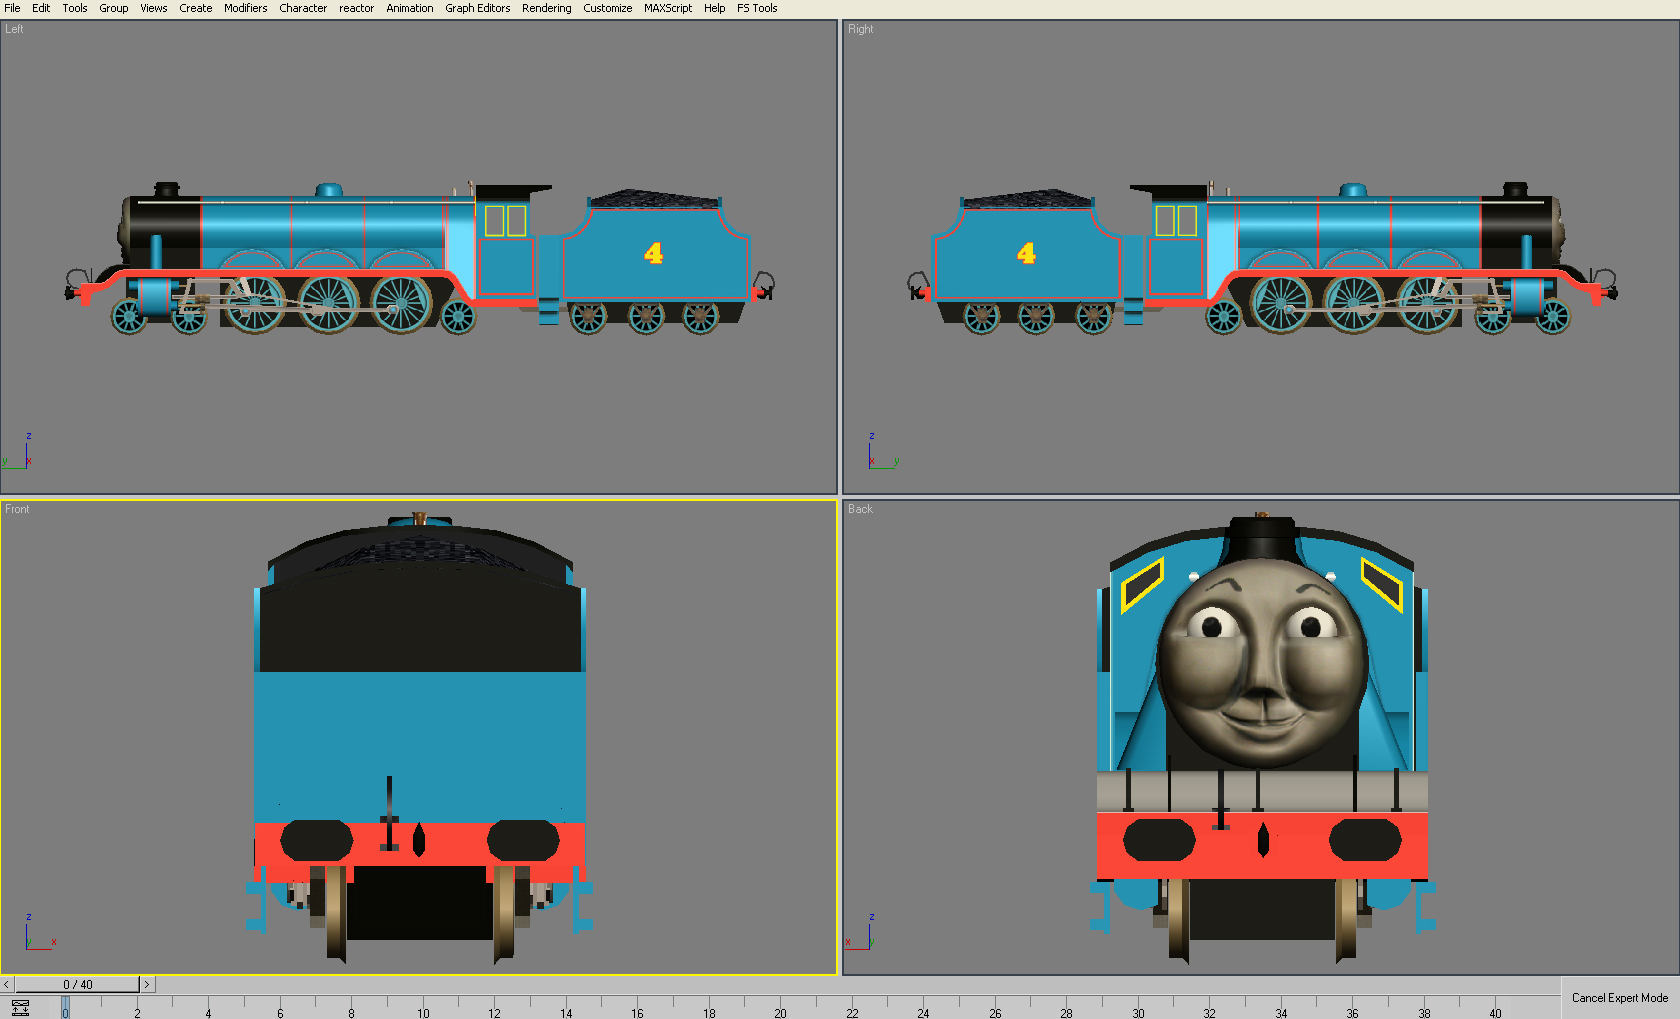 File Edit Tools Group Views Create Modifiers Character reactor Animation Graph Editors Rendering Customize MAXScript Help FS Tools
Left
Right
4
4
z
y x
z
x y
Front
Back
z
y x
z
x y
< 0 / 40 >
Cancel Expert Mode
0 2 4 6 8 10 12 14 16 18 20 22 24 26 28 30 32 34 36 38 40